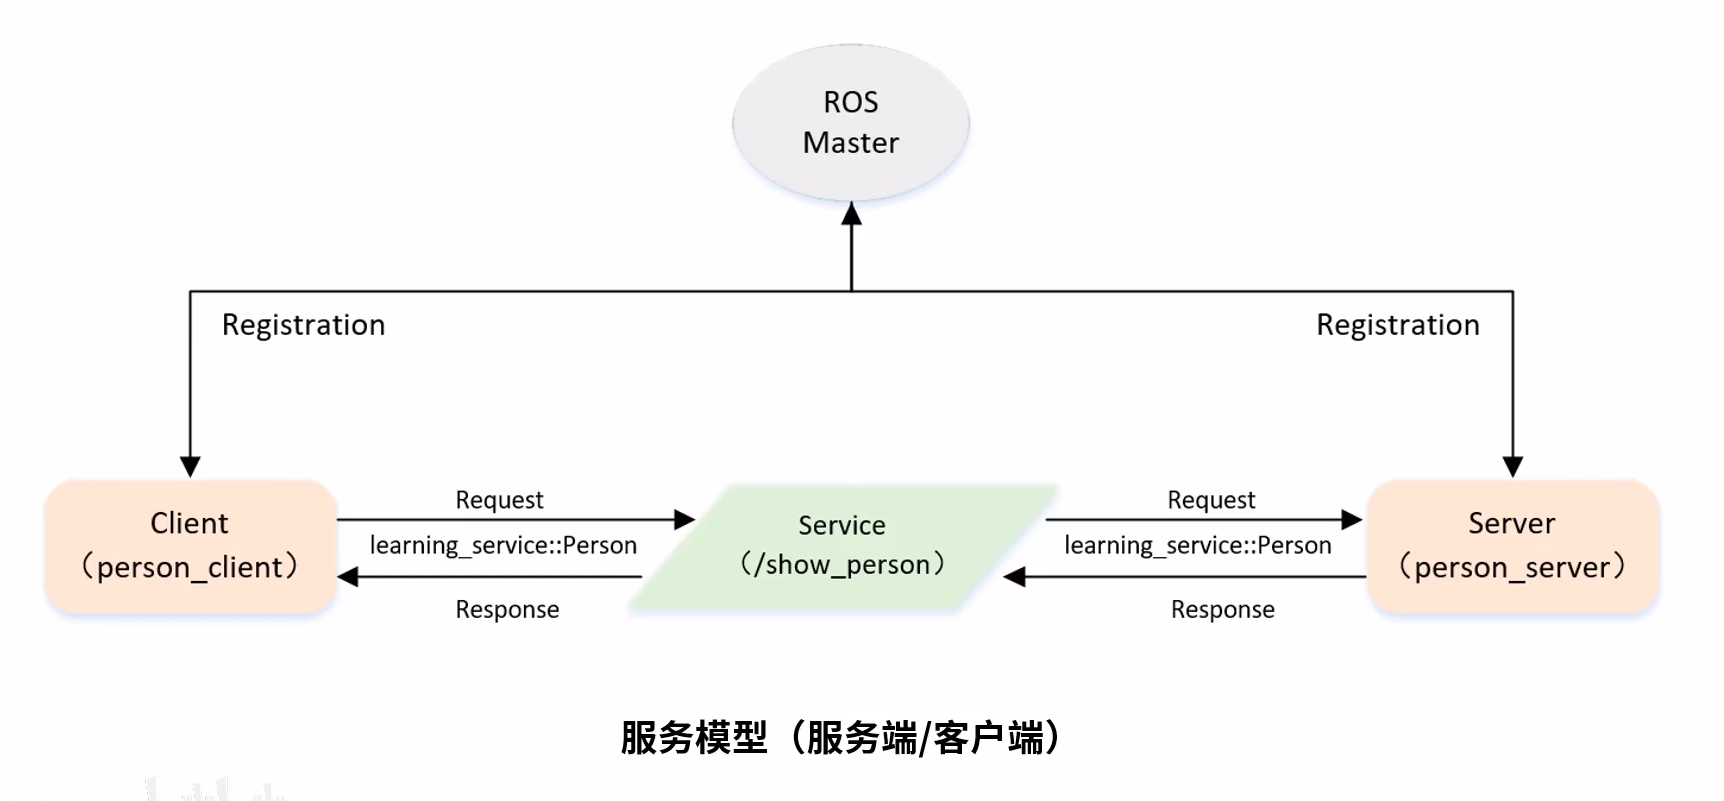 ROS
Master
Registration
Registration
Client
（person_client）
Request
learning_service::Person
Response
Service
（/show_person）
Request
learning_service::Person
Response
Server
（person_server）
服务模型（服务端/客户端）